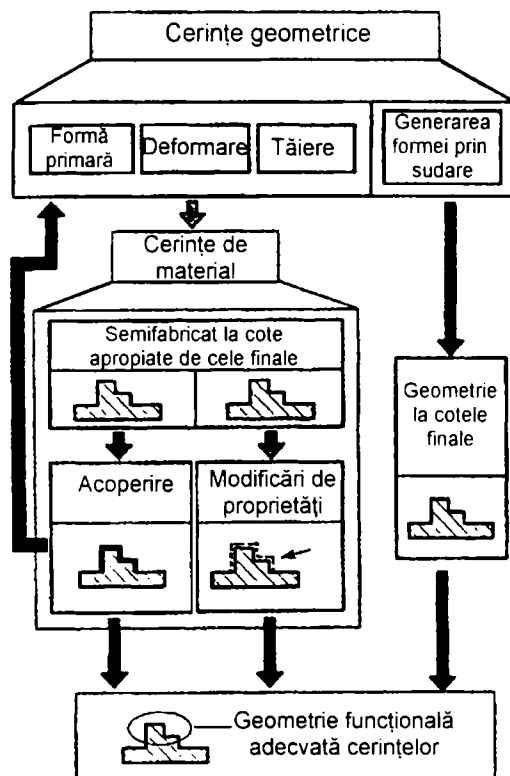 Cerințe geometrice
Formă
primară
Deformare
Tăiere
Generarea
formei prin
sudare
Cerințe de
material
Semifabricat la cote
apropiate de cele finale
Geometrie
la cotele
finale
Acoperire
Modificări de
proprietăți
Geometrie funcțională
adecvată cerințelor